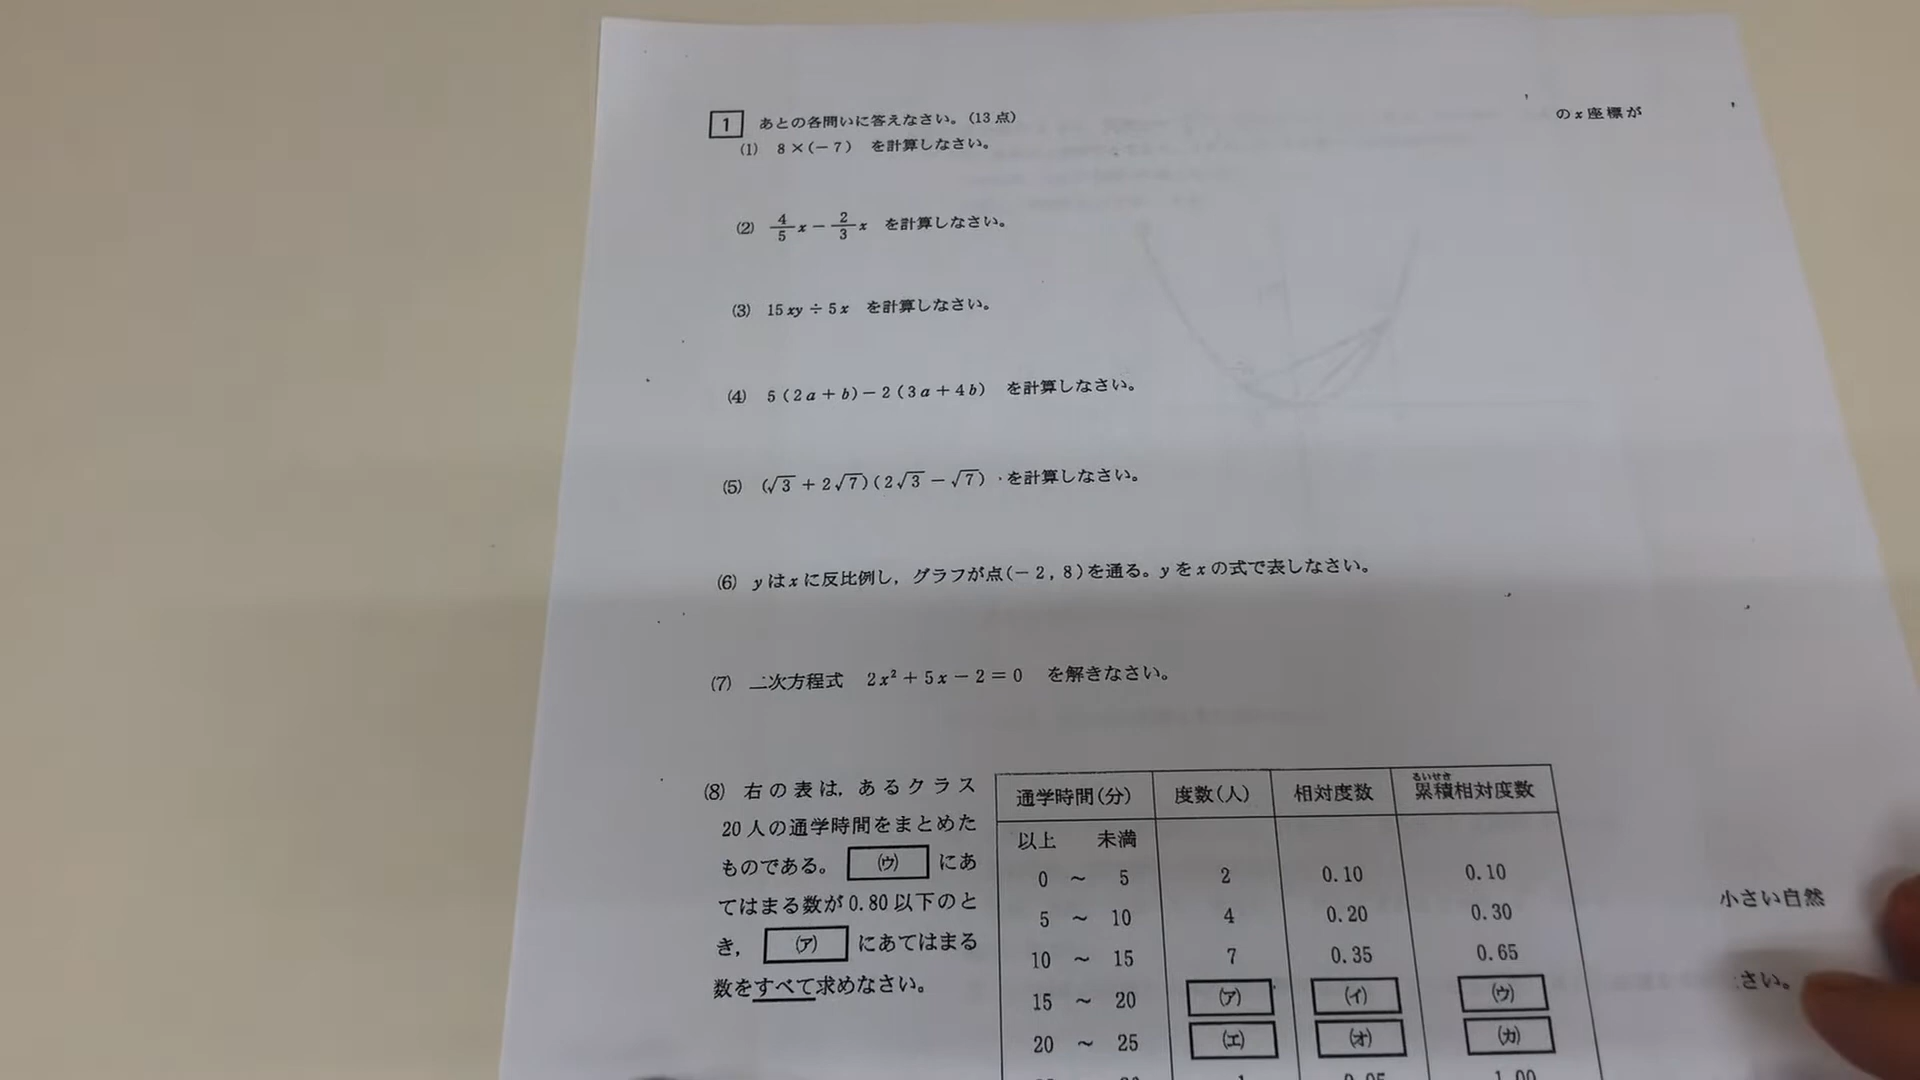 のx座標が
1 あとの各問いに答えなさい。(13点)
(1) 8×(-7) を計算しなさい。
(2) 4/5 x - 2/3 x を計算しなさい。
(3) 15xy÷5x を計算しなさい。
(4) 5(2a+b)-2(3a+4b) を計算しなさい。
(5) (√3+2√7)(2√3-√7) を計算しなさい。
(6) yはxに反比例し,グラフが点(-2,8)を通る。yをxの式で表しなさい。
(7) 二次方程式 2x²+5x-2=0 を解きなさい。
(8) 右の表は,あるクラス
20人の通学時間をまとめた
ものである。 (ウ) にあ
てはまる数が0.80以下のと
き, (ア) にあてはまる
数をすべて求めなさい。
通学時間(分) 度数(人) 相対度数 累積相対度数
るいせき
以上 未満
0 ~ 5 2 0.10 0.10
5 ~ 10 4 0.20 0.30
10 ~ 15 7 0.35 0.65
15 ~ 20 (ア) (イ) (ウ)
20 ~ 25 (エ) (オ) (カ)
1 0.05 1.00
小さい自然
さい。